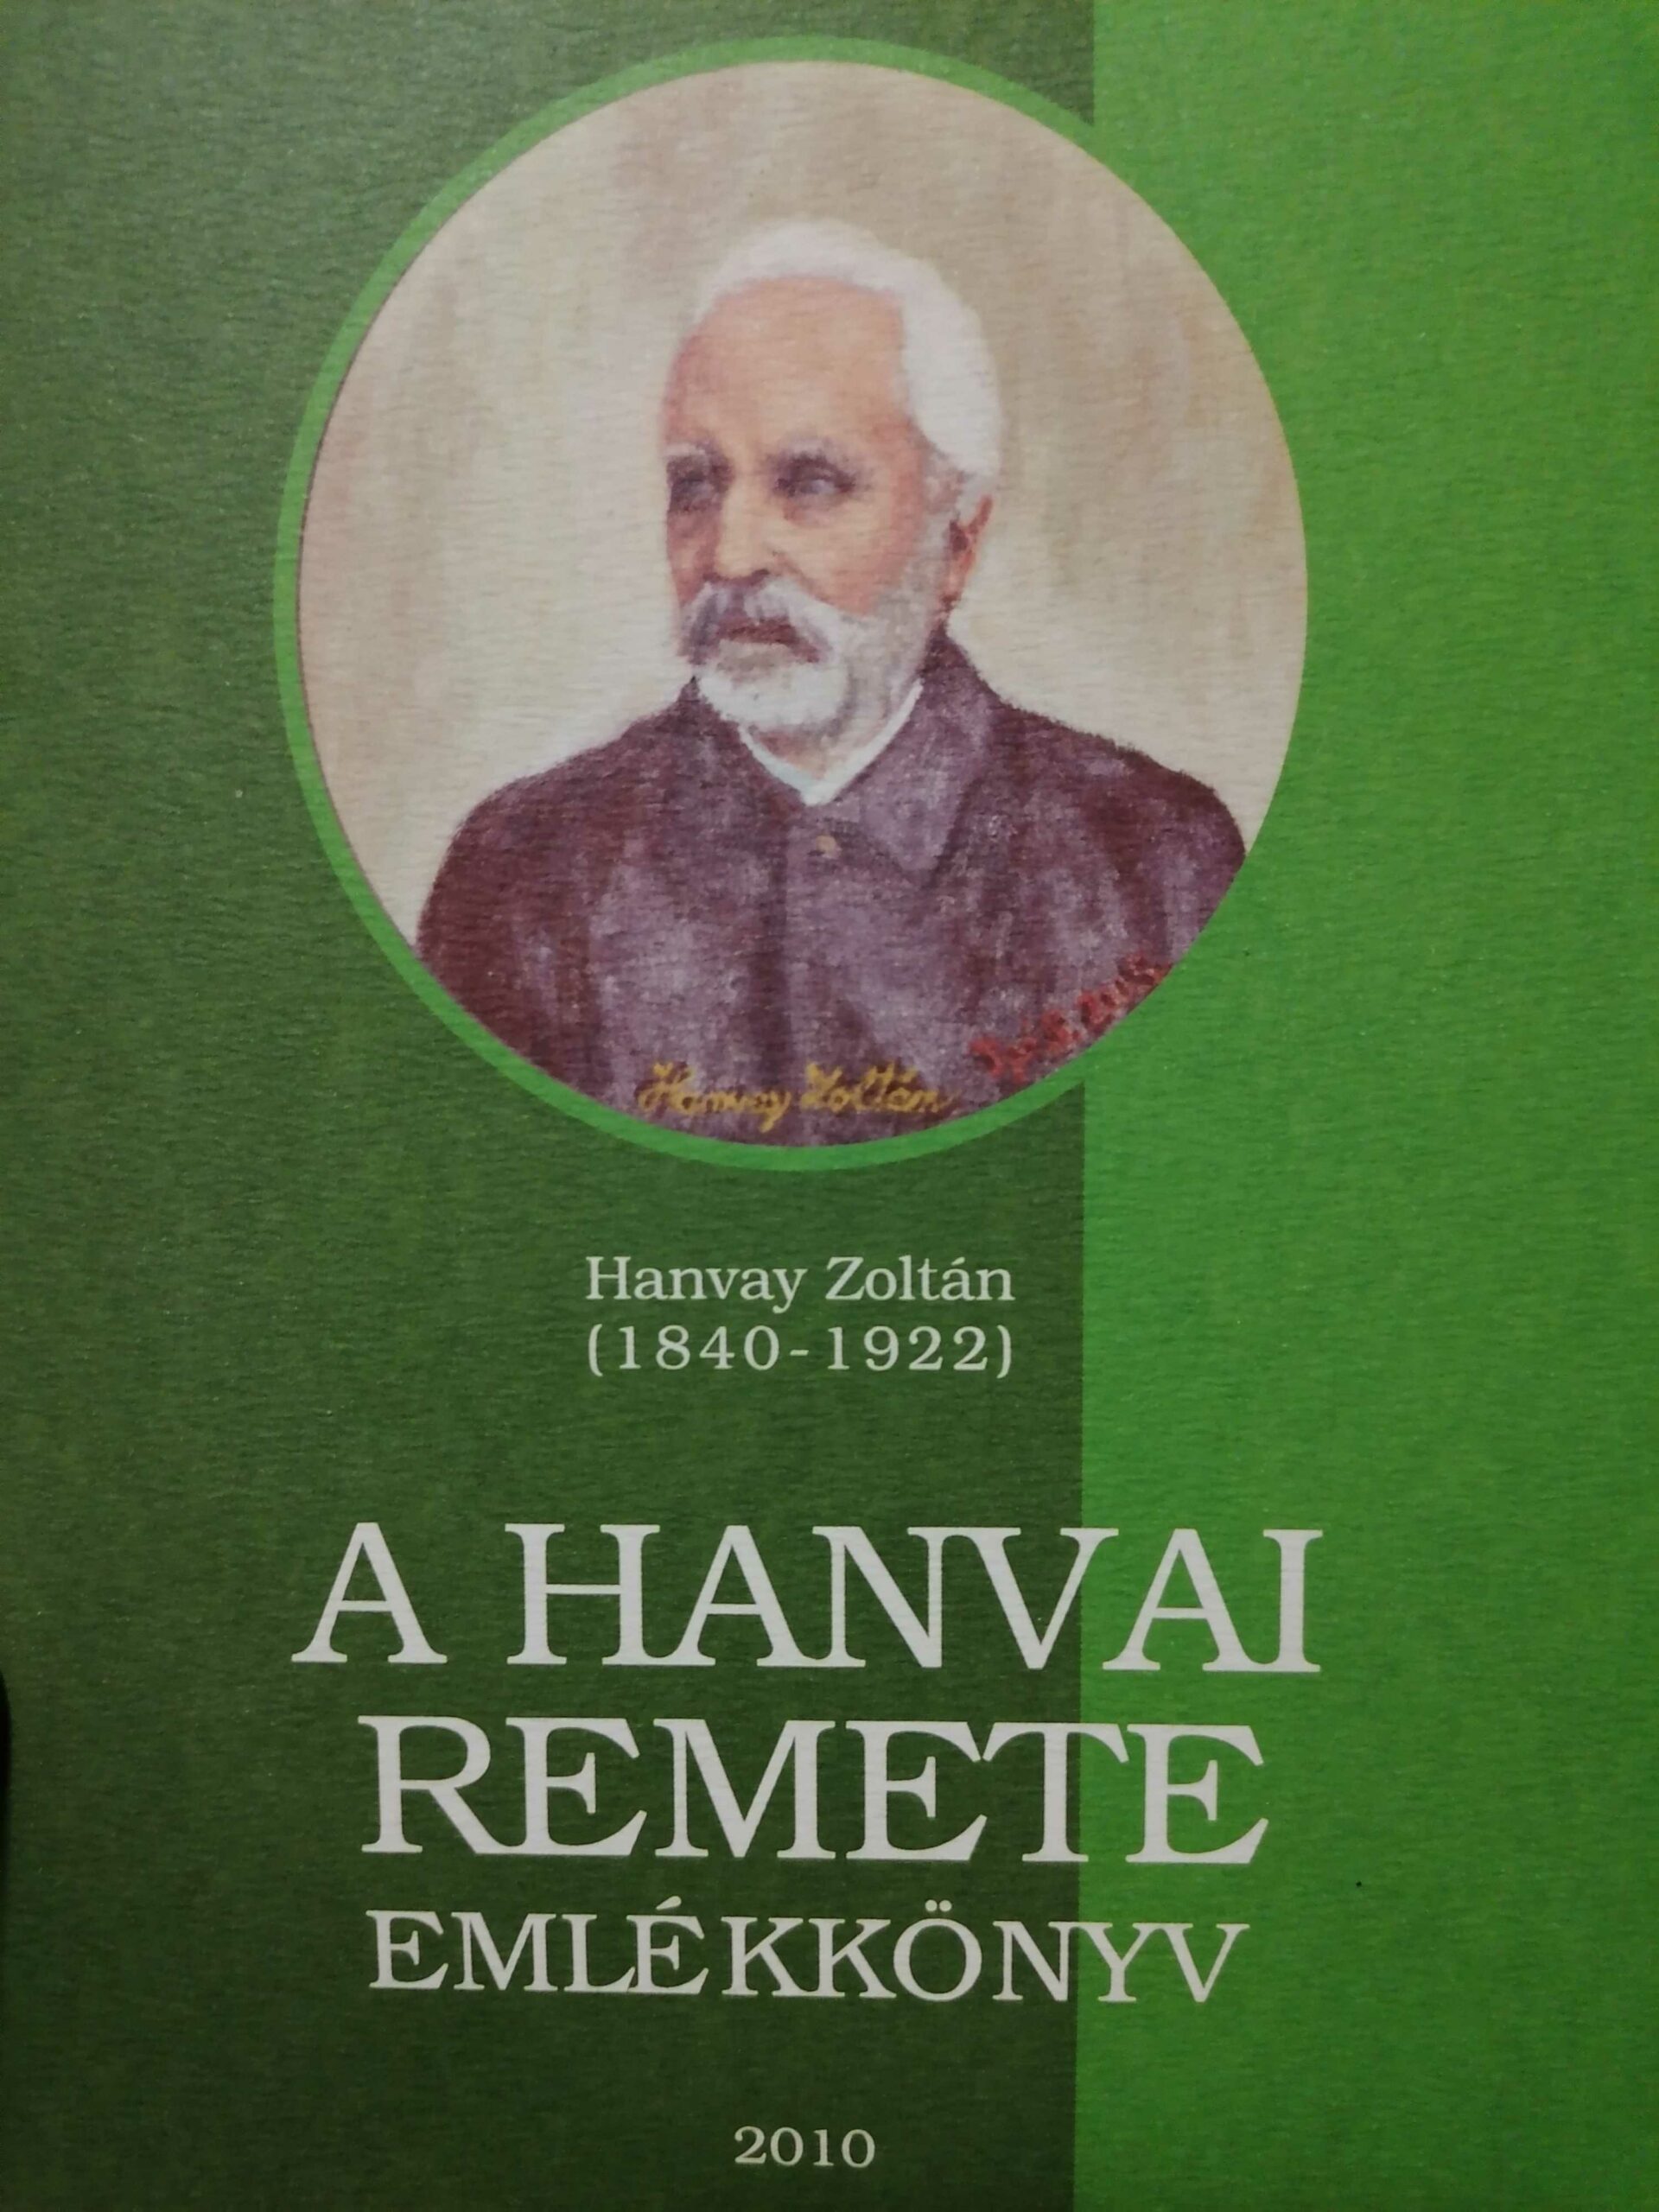 Hanvay Zoltán
Hanvay Zoltán
(1840-1922)
A HANVAI
REMETE
EMLÉKKÖNYV
2010